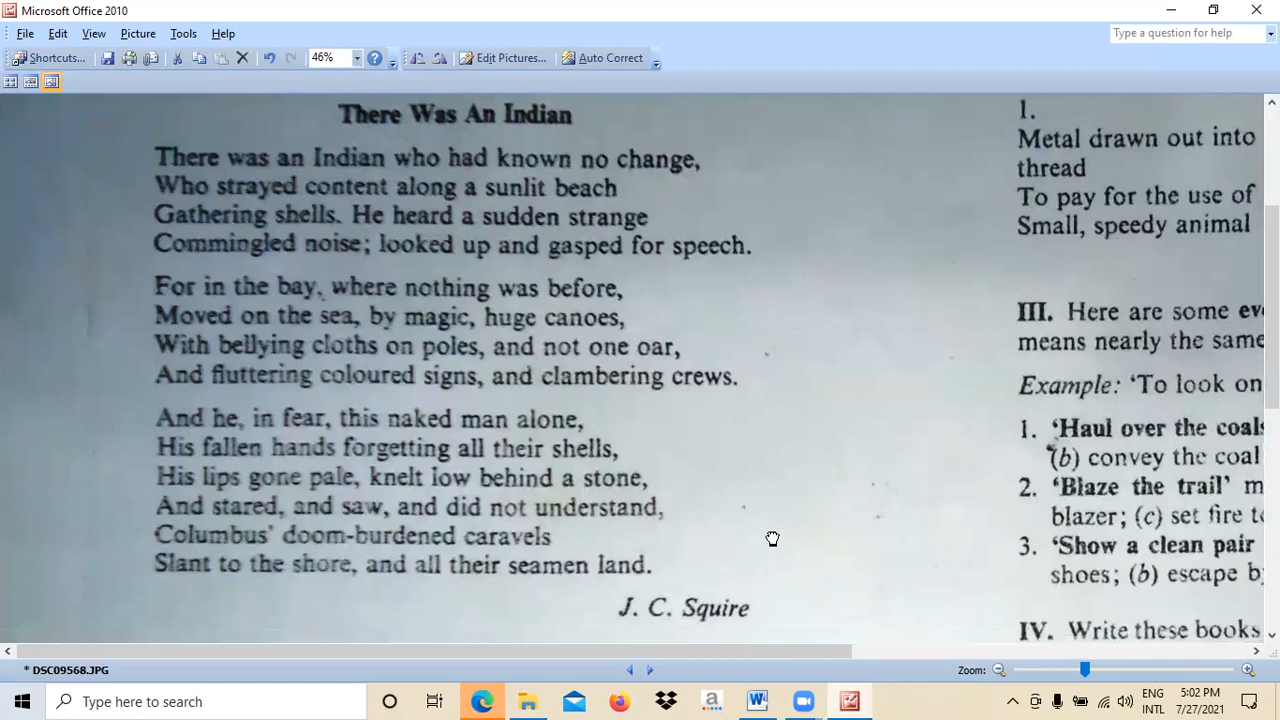 Microsoft Office 2010
File Edit View Picture Tools Help
Type a question for help
Shortcuts... 46% Edit Pictures... Auto Correct
There Was An Indian
There was an Indian who had known no change,
Who strayed content along a sunlit beach
Gathering shells. He heard a sudden strange
Commingled noise; looked up and gasped for speech.
For in the bay, where nothing was before,
Moved on the sea, by magic, huge canoes,
With bellying cloths on poles, and not one oar,
And fluttering coloured signs, and clambering crews.
And he, in fear, this naked man alone,
His fallen hands forgetting all their shells,
His lips gone pale, knelt low behind a stone,
And stared, and saw, and did not understand,
Columbus' doom-burdened caravels
Slant to the shore, and all their seamen land.
J. C. Squire
1.
Metal drawn out into
thread
To pay for the use of
Small, speedy animal
III. Here are some ev
means nearly the same
Example: 'To look on
1. 'Haul over the coals
(b) convey the coal
2. 'Blaze the trail' m
blazer; (c) set fire t
3. 'Show a clean pair
shoes; (b) escape b
IV. Write these books
* DSC09568.JPG
Zoom:
Type here to search
ENG
INTL
5:02 PM
7/27/2021